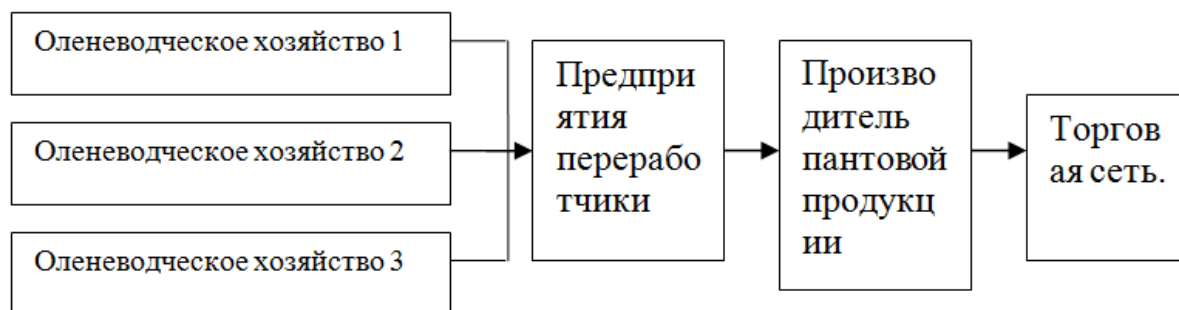 Оленеводческое хозяйство 1
Оленеводческое хозяйство 2
Оленеводческое хозяйство 3
Предпри
ятия
перерабо
тчики
Произво
дитель
пантовой
продукц
ии
Торгов
ая сеть.